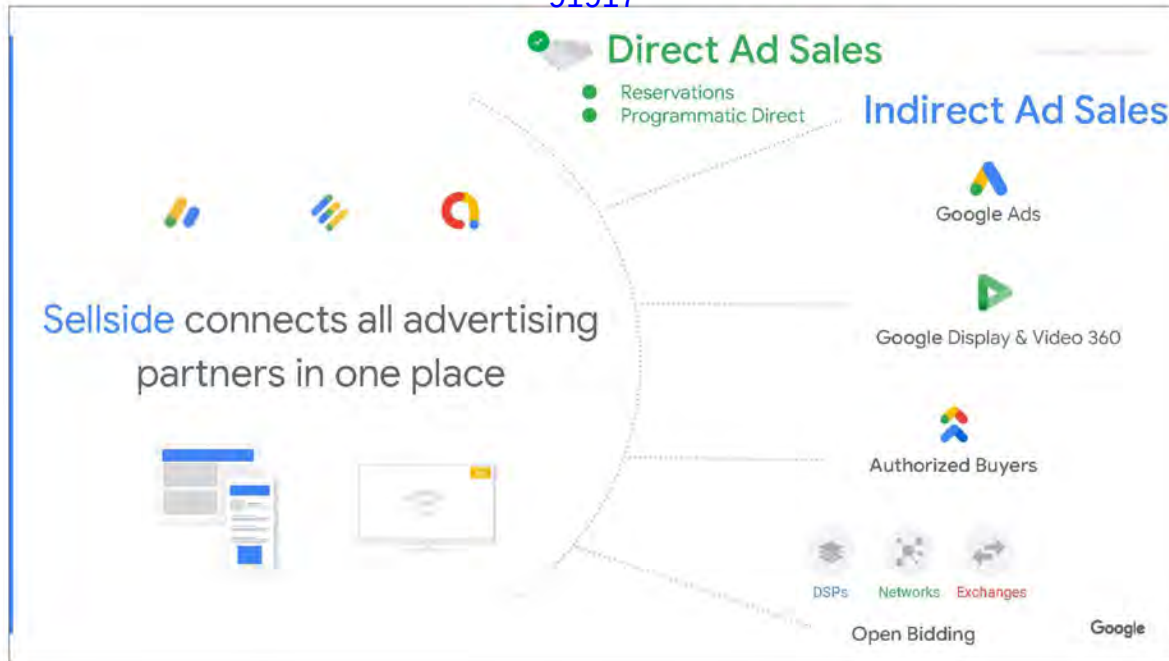 91917
Direct Ad Sales
Reservations
Programmatic Direct
Indirect Ad Sales
Google Ads
Sellside connects all advertising
partners in one place
Google Display & Video 360
Authorized Buyers
DSPs Networks Exchanges
Open Bidding
Google